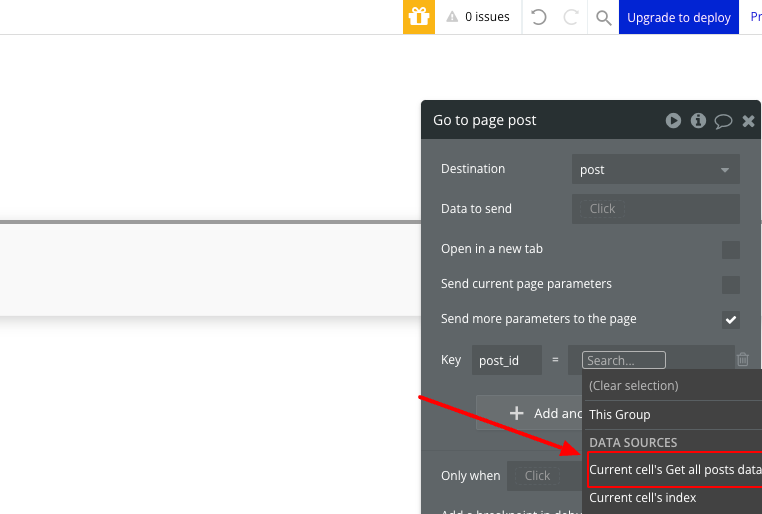 0 issues
Upgrade to deploy
Pr
Go to page post
Destination
post
Data to send
Click
Open in a new tab
Send current page parameters
Send more parameters to the page
Key
post_id
=
Search...
(Clear selection)
Add and
This Group
DATA SOURCES
Only when
Click
Current cell's Get all posts data
Current cell's index
Add a breakpoint in debu